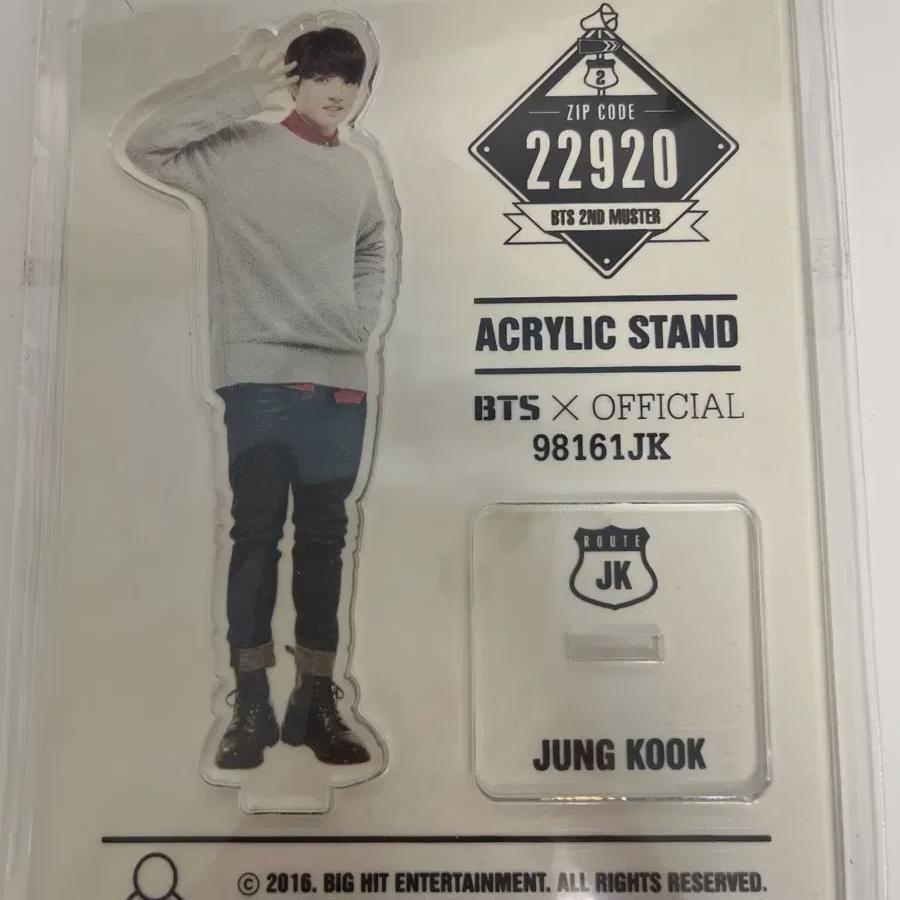 2
ZIP CODE
22920
BTS 2ND MUSTER
ACRYLIC STAND
BTS X OFFICIAL
98161JK
ROUTE
JK
JUNG KOOK
© 2016. BIG HIT ENTERTAINMENT. ALL RIGHTS RESERVED.